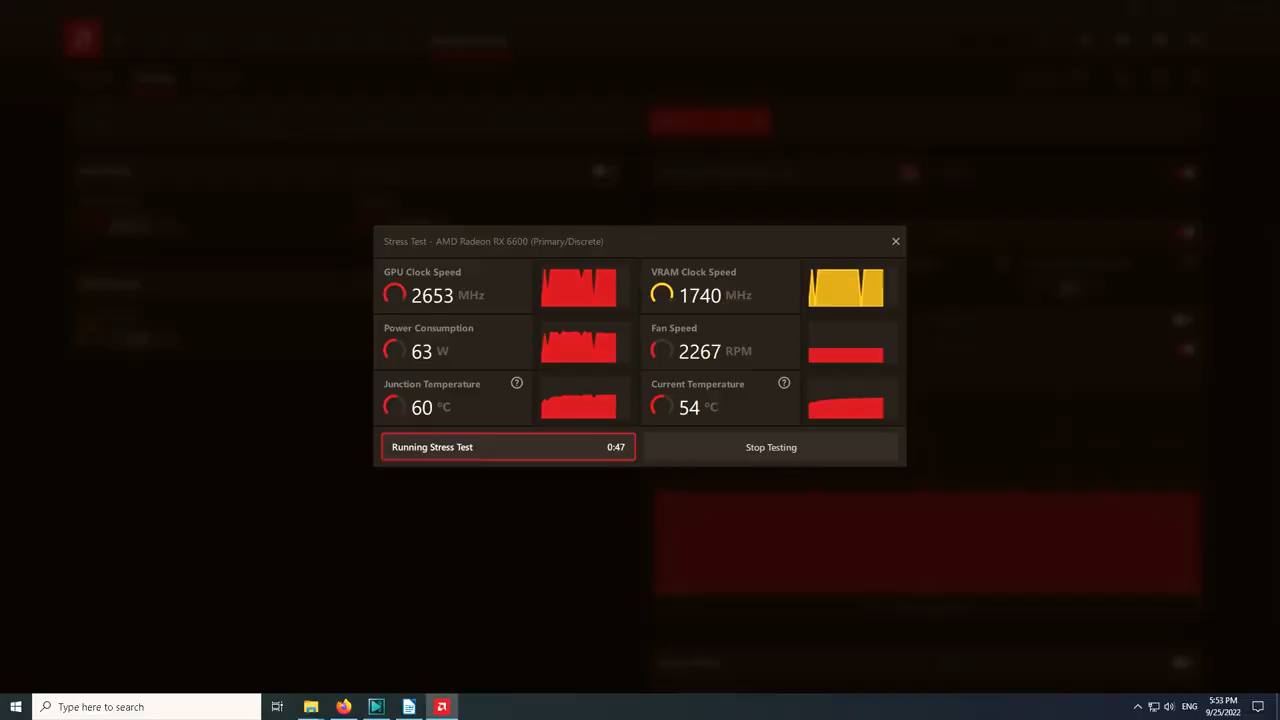 Stress Test - AMD Radeon RX 6600 (Primary/Discrete)
GPU Clock Speed
2653 MHz
VRAM Clock Speed
1740 MHz
Power Consumption
63 W
Fan Speed
2267 RPM
Junction Temperature
60 °C
Current Temperature
54 °C
Running Stress Test 0:47
Stop Testing
Type here to search
ENG
5:53 PM
9/25/2022